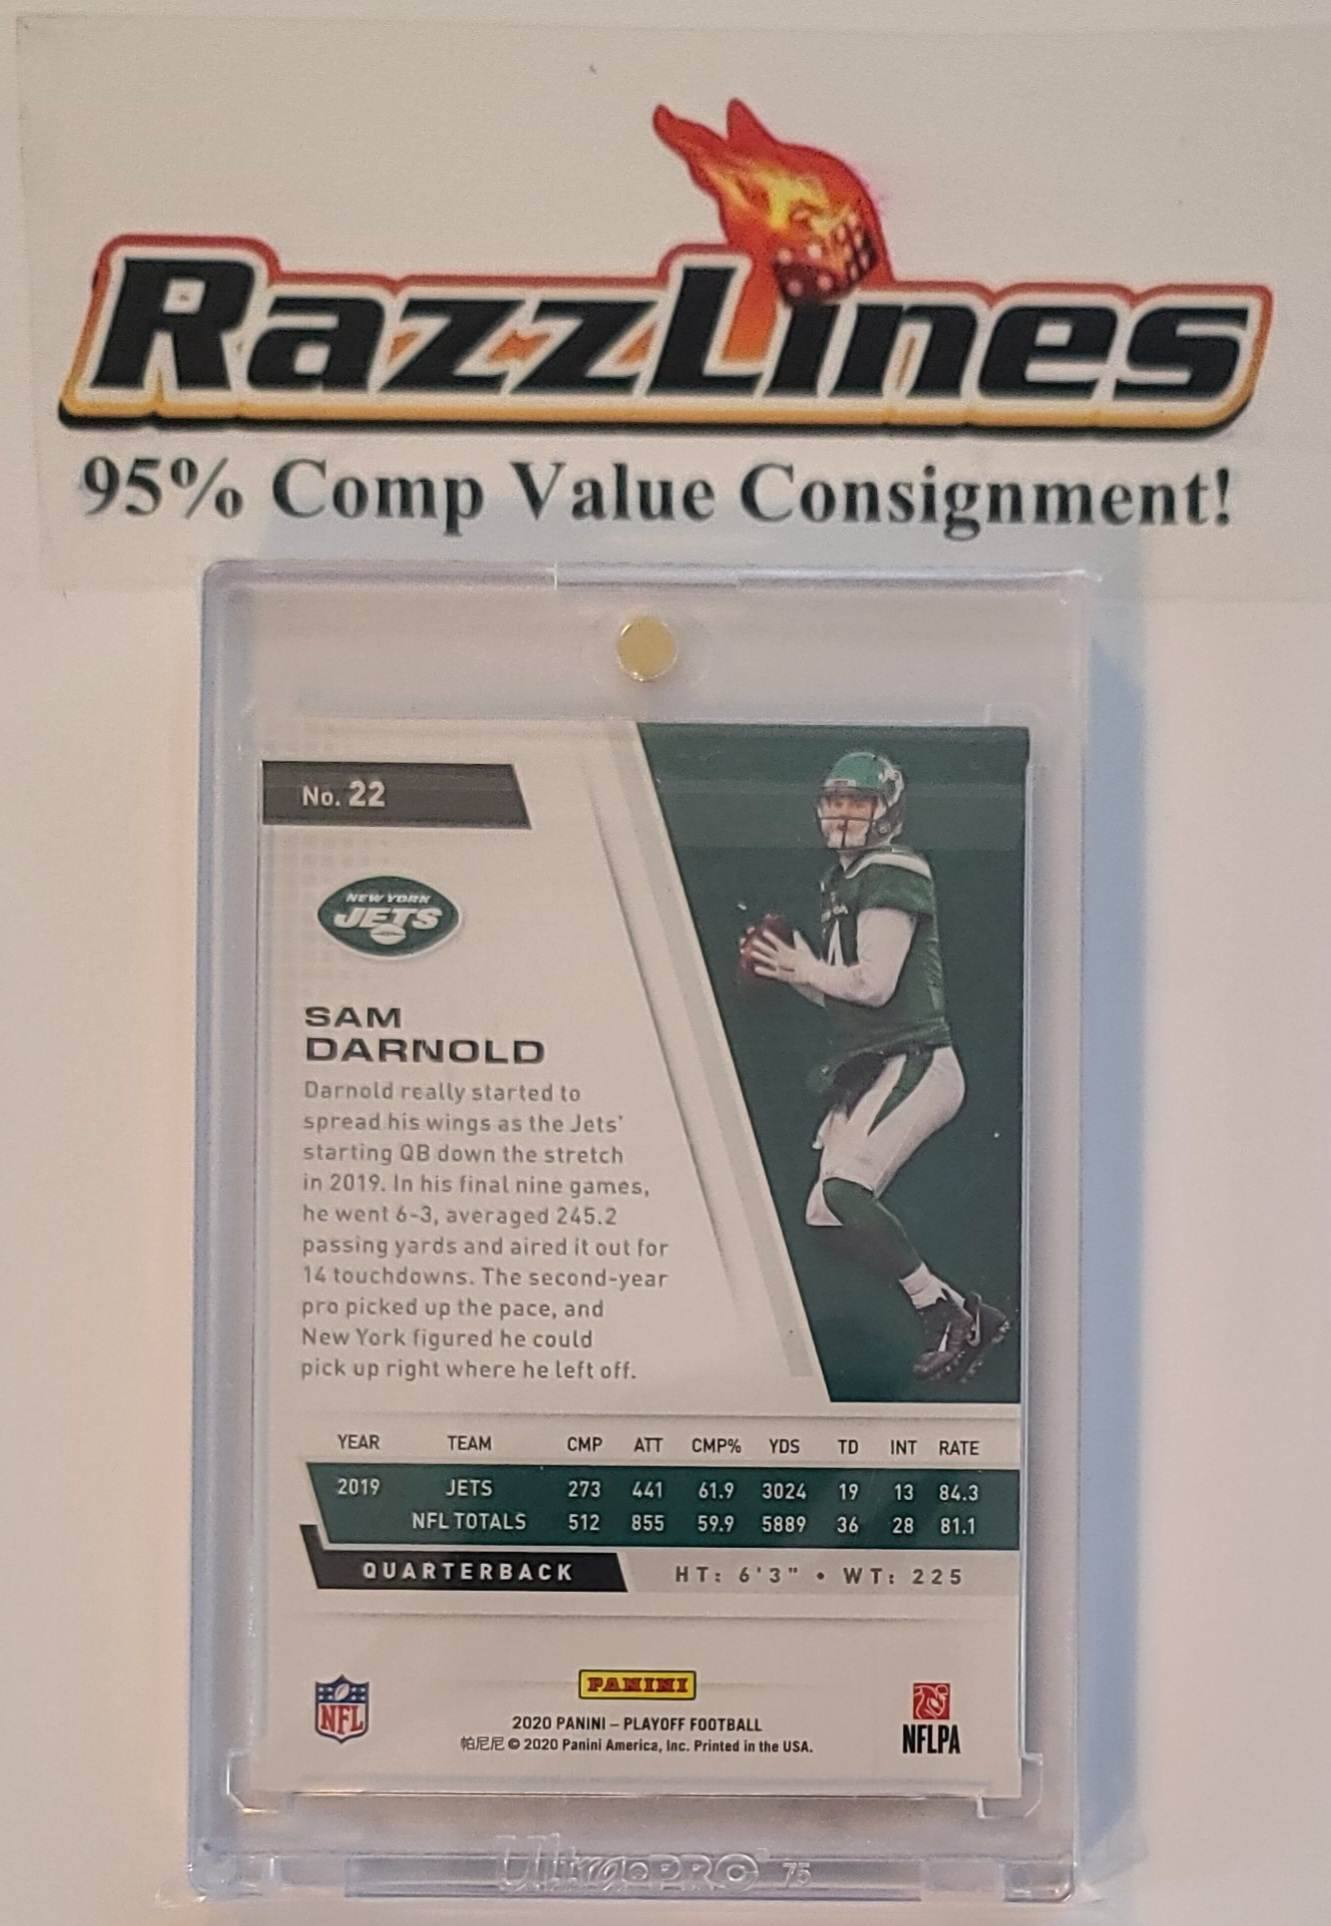 RazzLines
95% Comp Value Consignment!
No. 22
NEW YORK
JETS
SAM
DARNOLD
Darnold really started to
spread his wings as the Jets'
starting QB down the stretch
in 2019. In his final nine games,
he went 6-3, averaged 245.2
passing yards and aired it out for
14 touchdowns. The second-year
pro picked up the pace, and
New York figured he could
pick up right where he left off.
YEAR TEAM CMP ATT CMP% YDS TD INT RATE
2019 JETS 273 441 61.9 3024 19 13 84.3
NFL TOTALS 512 855 59.9 5889 36 28 81.1
QUARTERBACK HT: 6'3" • WT: 225
NFL
PANINI
2020 PANINI – PLAYOFF FOOTBALL
帕尼尼 © 2020 Panini America, Inc. Printed in the USA.
NFLPA
Ultra PRO 75